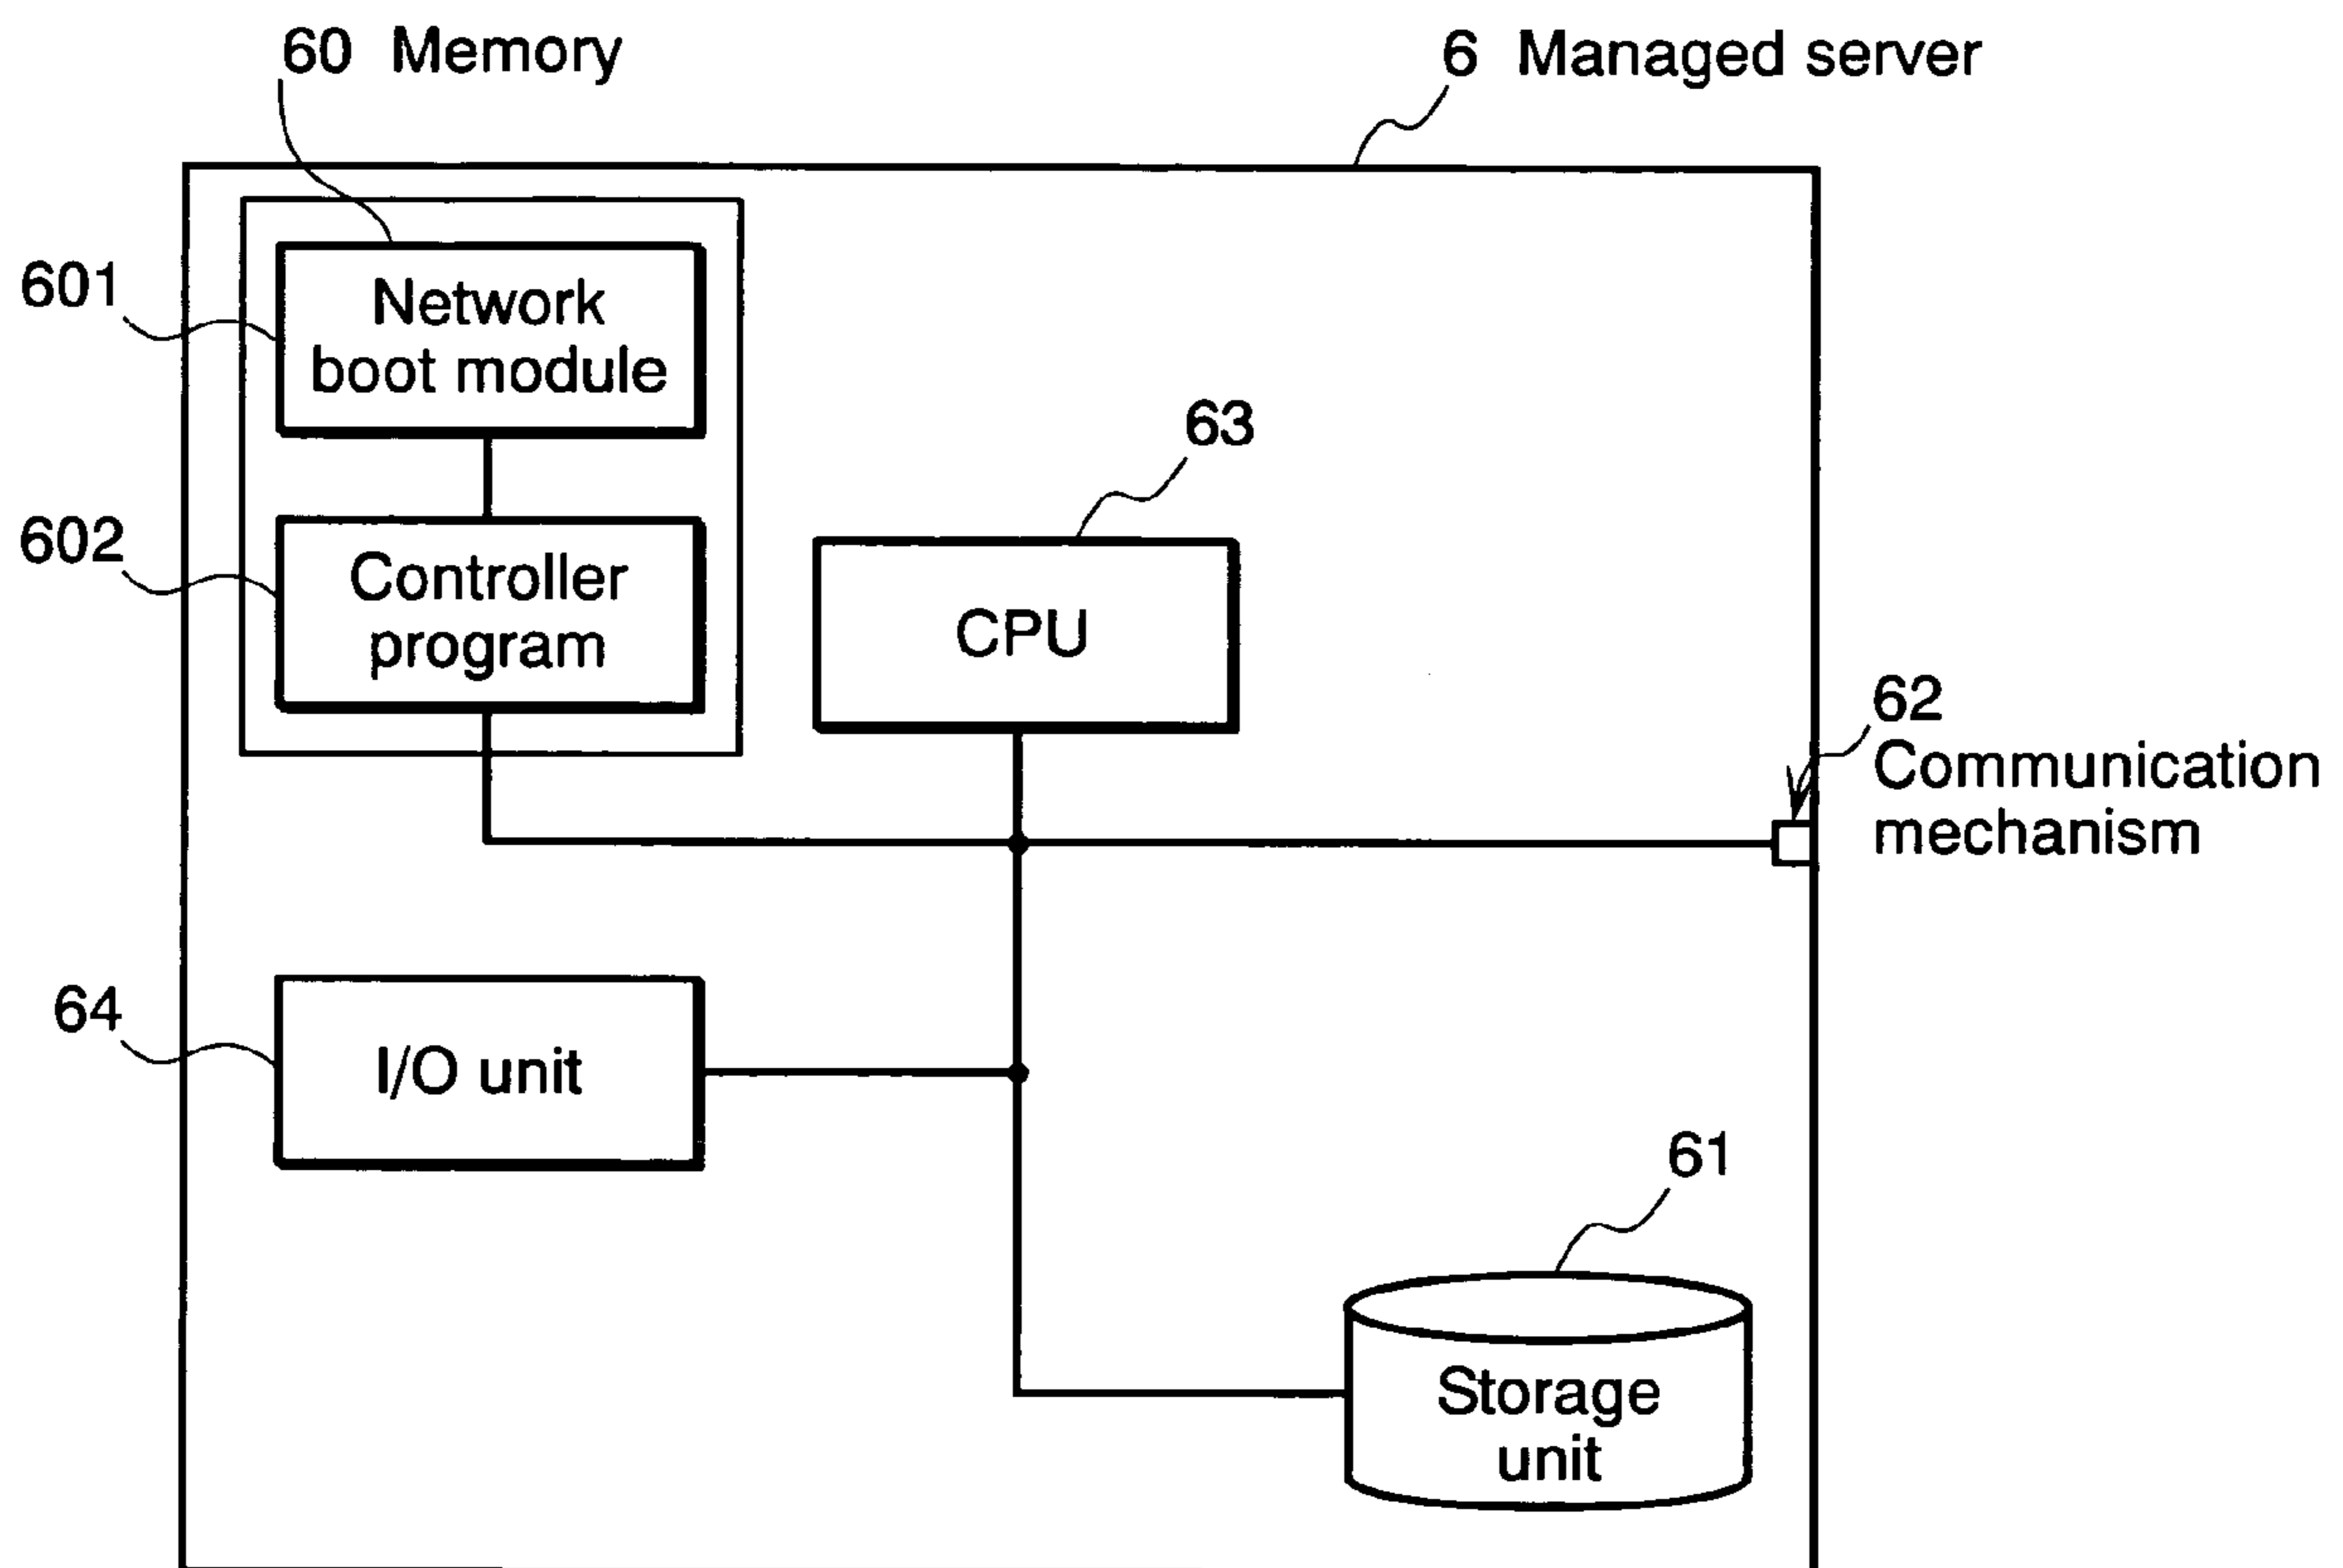 60 Memory
6 Managed server
601
Network
boot module
63
602
Controller
program
CPU
62
Communication
mechanism
64
I/O unit
61
Storage
unit